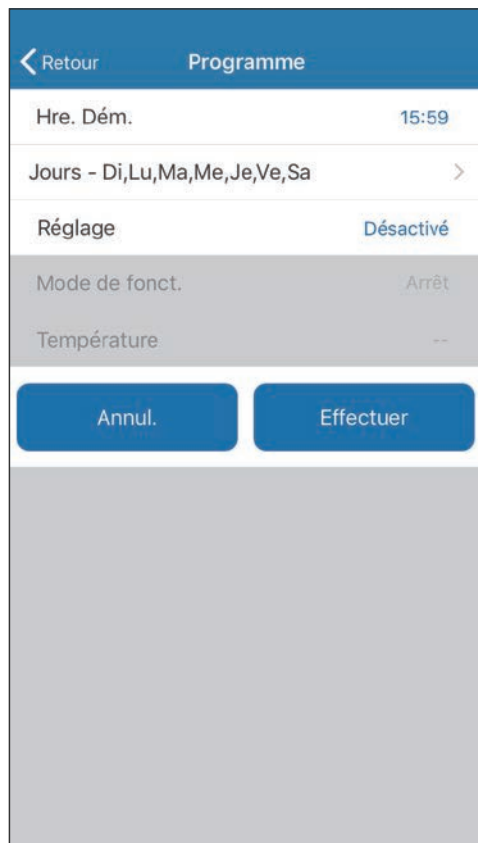 Retour Programme
Hre. Dém. 15:59
Jours - Di,Lu,Ma,Me,Je,Ve,Sa
Réglage Désactivé
Mode de fonct. Arrêt
Température --
Annul. Effectuer